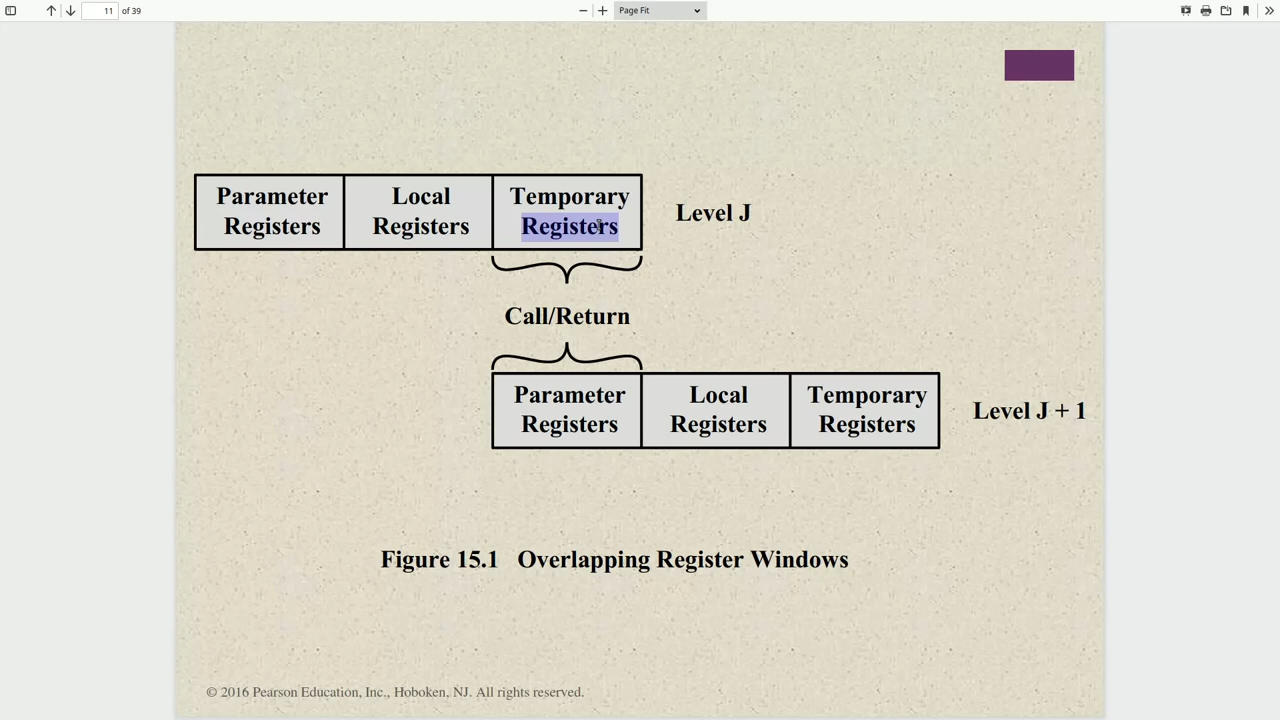 11 of 39
Page Fit
Parameter Registers
Local Registers
Temporary Registers
Level J
Call/Return
Parameter Registers
Local Registers
Temporary Registers
Level J + 1
Figure 15.1 Overlapping Register Windows
© 2016 Pearson Education, Inc., Hoboken, NJ. All rights reserved.